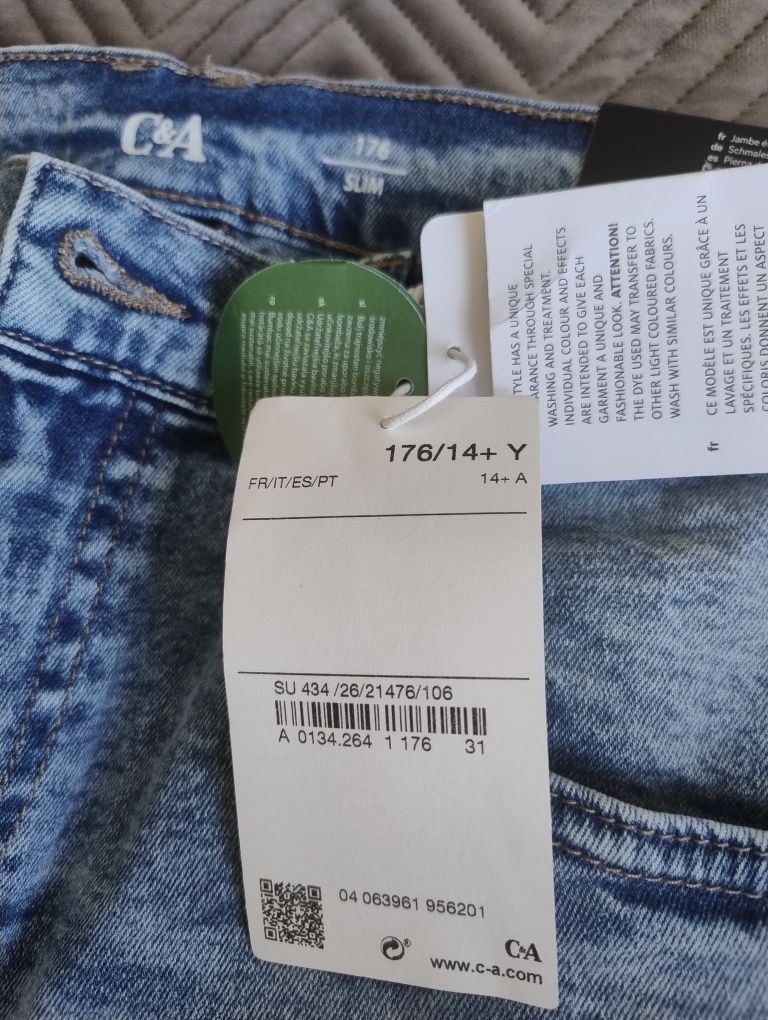 C&A
176
SLIM
fr Jambe
de Schmales
es Pierna
STYLE HAS A UNIQUE
THROUGH SPECIAL
WASHING AND TREATMENT.
INDIVIDUAL COLOUR AND EFFECTS
ARE INTENDED TO GIVE EACH
GARMENT A UNIQUE AND
FASHIONABLE LOOK. ATTENTION!
THE DYE USED MAY TRANSFER TO
OTHER LIGHT COLOURED FABRICS.
WASH WITH SIMILAR COLOURS.
fr
CE MODÈLE EST UNIQUE GRÂCE À UN
LAVAGE ET UN TRAITEMENT
SPÉCIFIQUES. LES EFFETS ET LES
COLORIS DONNENT UN ASPECT
176/14+ Y
FR/IT/ES/PT
14+ A
SU 434 /26/21476/106
A 0134.264 1 176 31
04 063961 956201
C&A
www.c-a.com